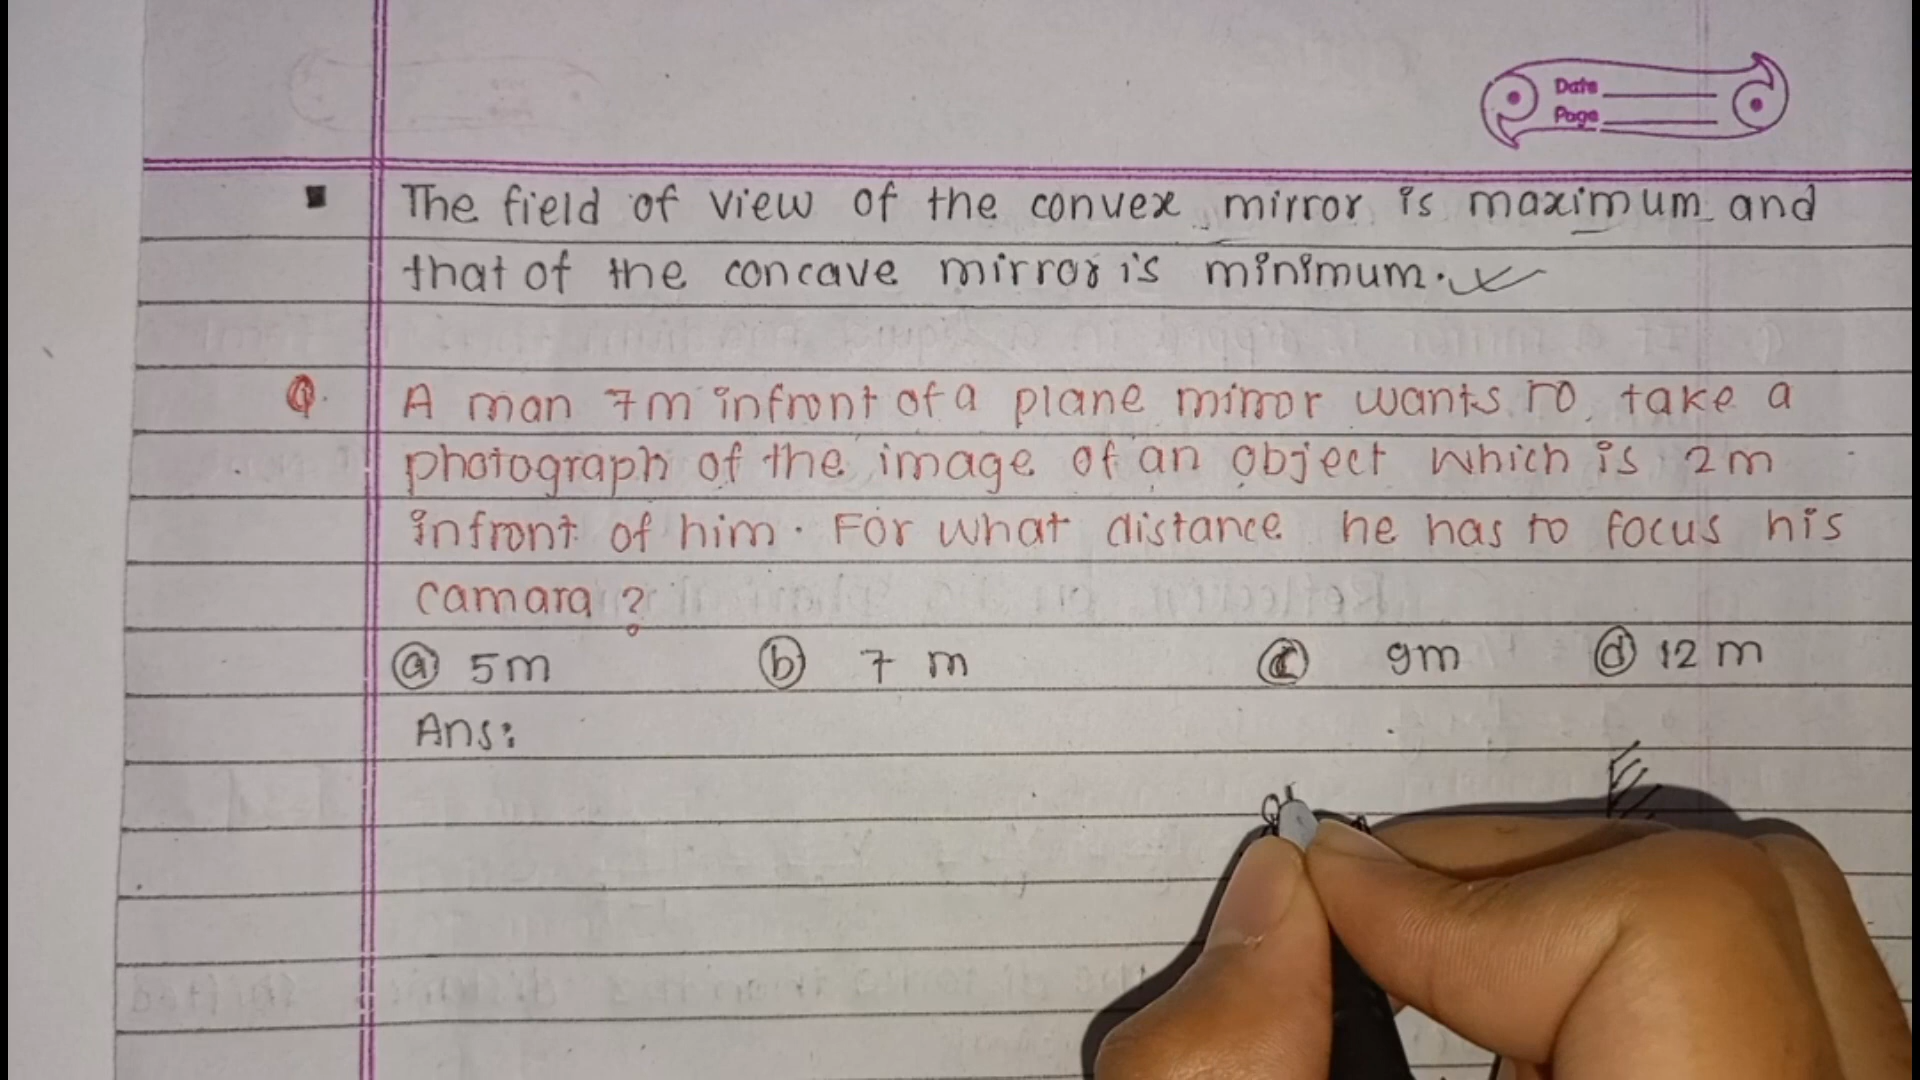 Date
Page
The field of view of the convex mirror is maximum and
that of the concave mirror is minimum.
Q. A man 7m infront of a plane mirror wants to take a
photograph of the image of an object which is 2m
infront of him. For what distance he has to focus his
camara?
ⓐ 5m ⓑ 7 m ⓒ 9m ⓓ 12 m
Ans: